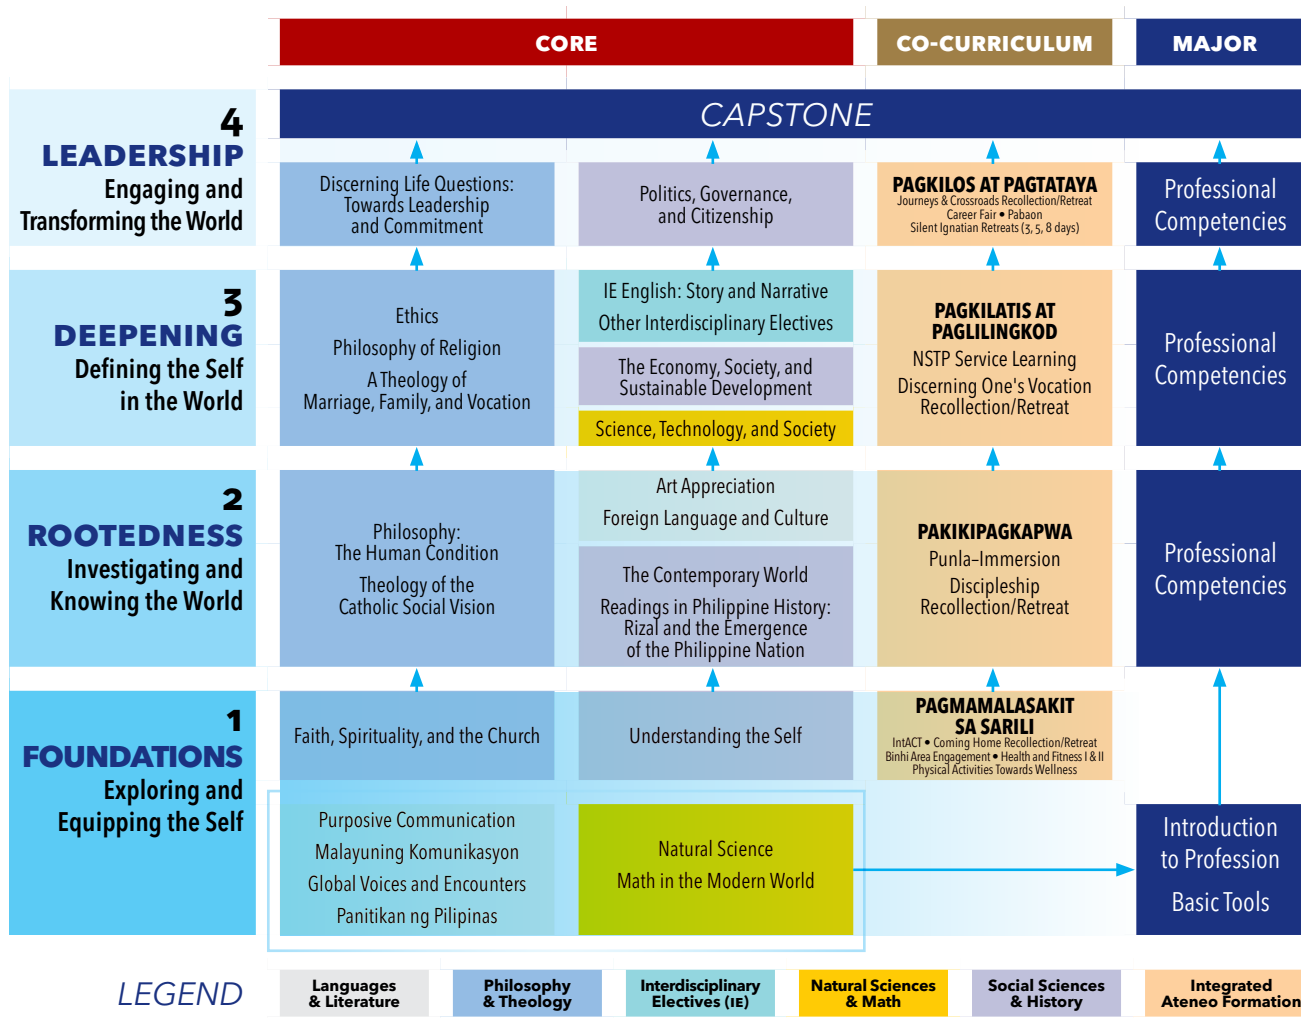 CORE
CO-CURRICULUM
MAJOR
4
LEADERSHIP
Engaging and
Transforming the World
CAPSTONE
Discerning Life Questions:
Towards Leadership
and Commitment
Politics, Governance,
and Citizenship
PAGKILOS AT PAGTATAYA
Journeys & Crossroads Recollection/Retreat
Career Fair • Pabaon
Silent Ignatian Retreats (3, 5, 8 days)
Professional
Competencies
3
DEEPENING
Defining the Self
in the World
Ethics
Philosophy of Religion
A Theology of
Marriage, Family, and Vocation
IE English: Story and Narrative
Other Interdisciplinary Electives
The Economy, Society, and
Sustainable Development
Science, Technology, and Society
PAGKILATIS AT
PAGLILINGKOD
NSTP Service Learning
Discerning One's Vocation
Recollection/Retreat
Professional
Competencies
2
ROOTEDNESS
Investigating and
Knowing the World
Philosophy:
The Human Condition
Theology of the
Catholic Social Vision
Art Appreciation
Foreign Language and Culture
The Contemporary World
Readings in Philippine History:
Rizal and the Emergence
of the Philippine Nation
PAKIKIPAGKAPWA
Punla–Immersion
Discipleship
Recollection/Retreat
Professional
Competencies
1
FOUNDATIONS
Exploring and
Equipping the Self
Faith, Spirituality, and the Church
Understanding the Self
PAGMAMALASAKIT
SA SARILI
IntACT • Coming Home Recollection/Retreat
Binhi Area Engagement • Health and Fitness I & II
Physical Activities Towards Wellness
Purposive Communication
Malayuning Komunikasyon
Global Voices and Encounters
Panitikan ng Pilipinas
Natural Science
Math in the Modern World
Introduction
to Profession
Basic Tools
LEGEND
Languages
& Literature
Philosophy
& Theology
Interdisciplinary
Electives (IE)
Natural Sciences
& Math
Social Sciences
& History
Integrated
Ateneo Formation